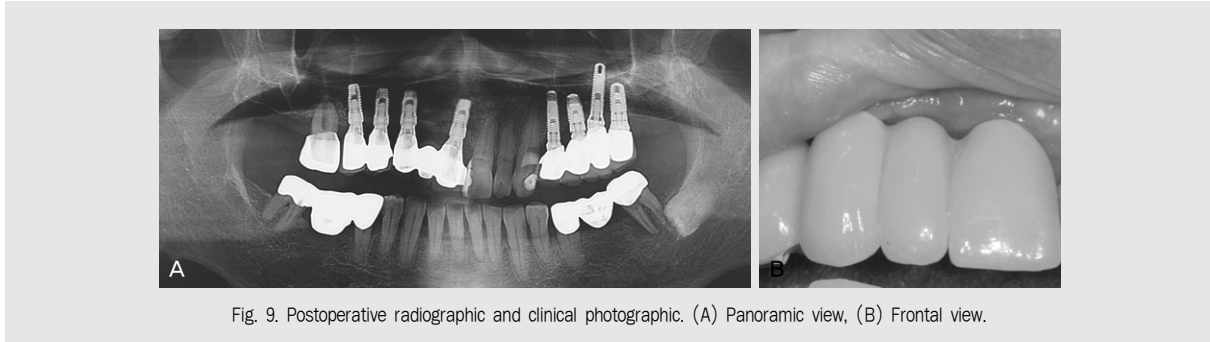 A
B
Fig. 9. Postoperative radiographic and clinical photographic. (A) Panoramic view, (B) Frontal view.